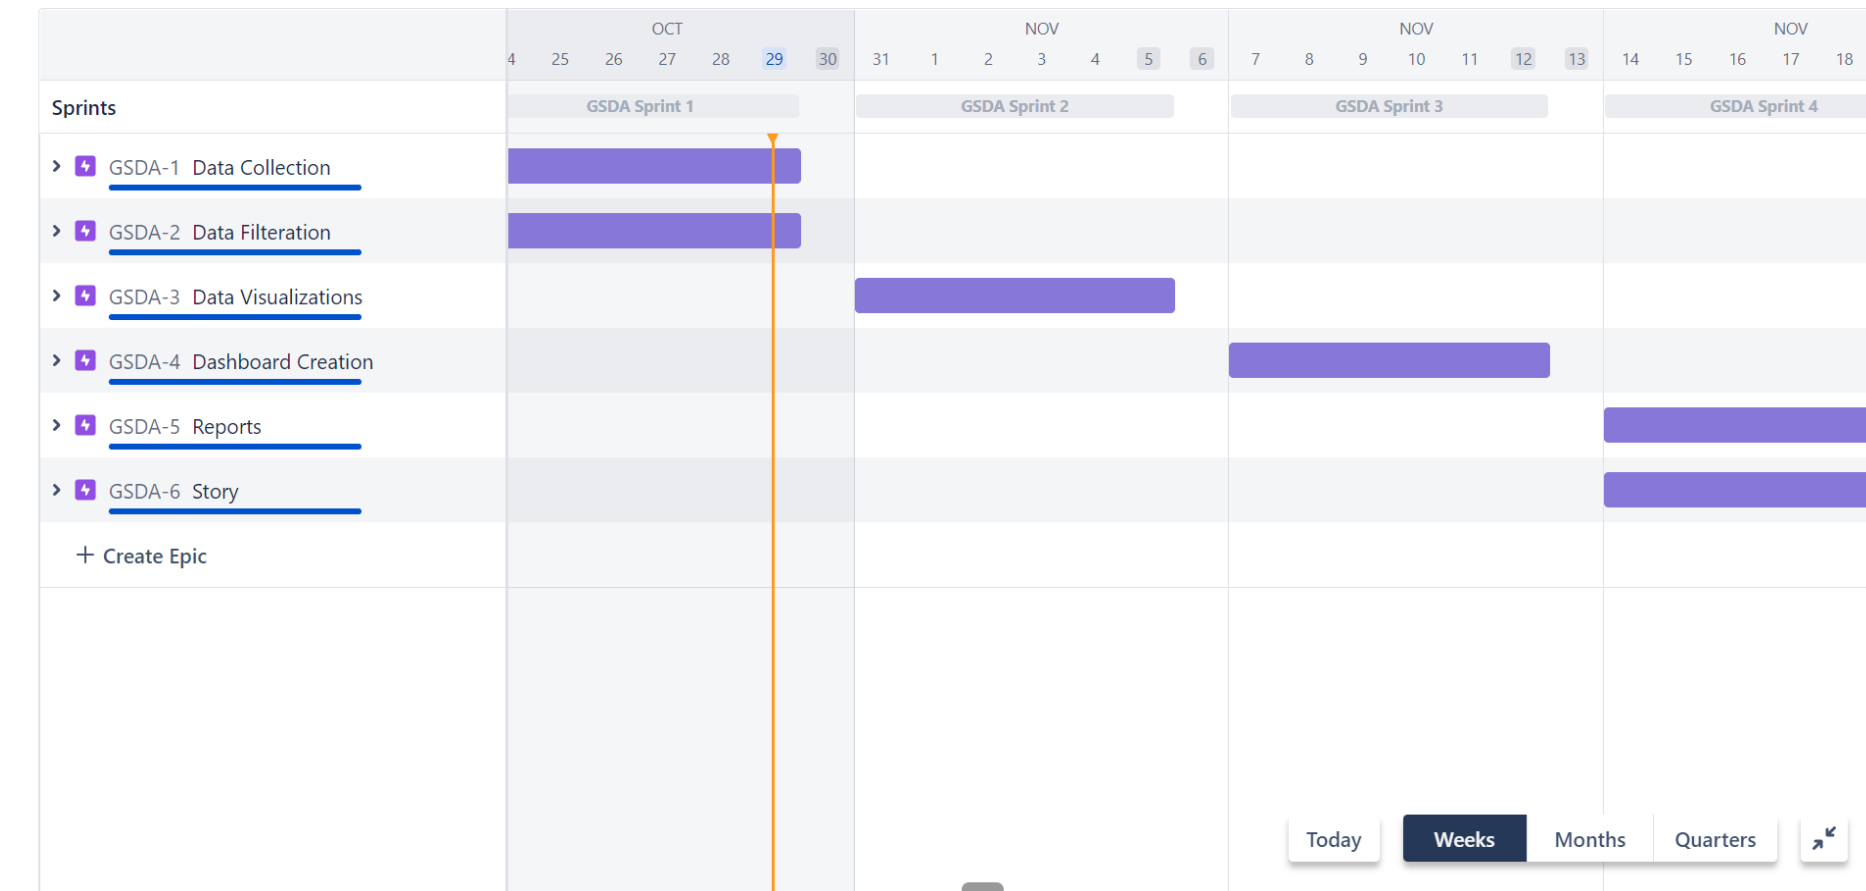 OCT NOV NOV NOV
4 25 26 27 28 29 30 31 1 2 3 4 5 6 7 8 9 10 11 12 13 14 15 16 17 18
Sprints GSDA Sprint 1 GSDA Sprint 2 GSDA Sprint 3 GSDA Sprint 4
GSDA-1 Data Collection
GSDA-2 Data Filteration
GSDA-3 Data Visualizations
GSDA-4 Dashboard Creation
GSDA-5 Reports
GSDA-6 Story
+ Create Epic
Today Weeks Months Quarters